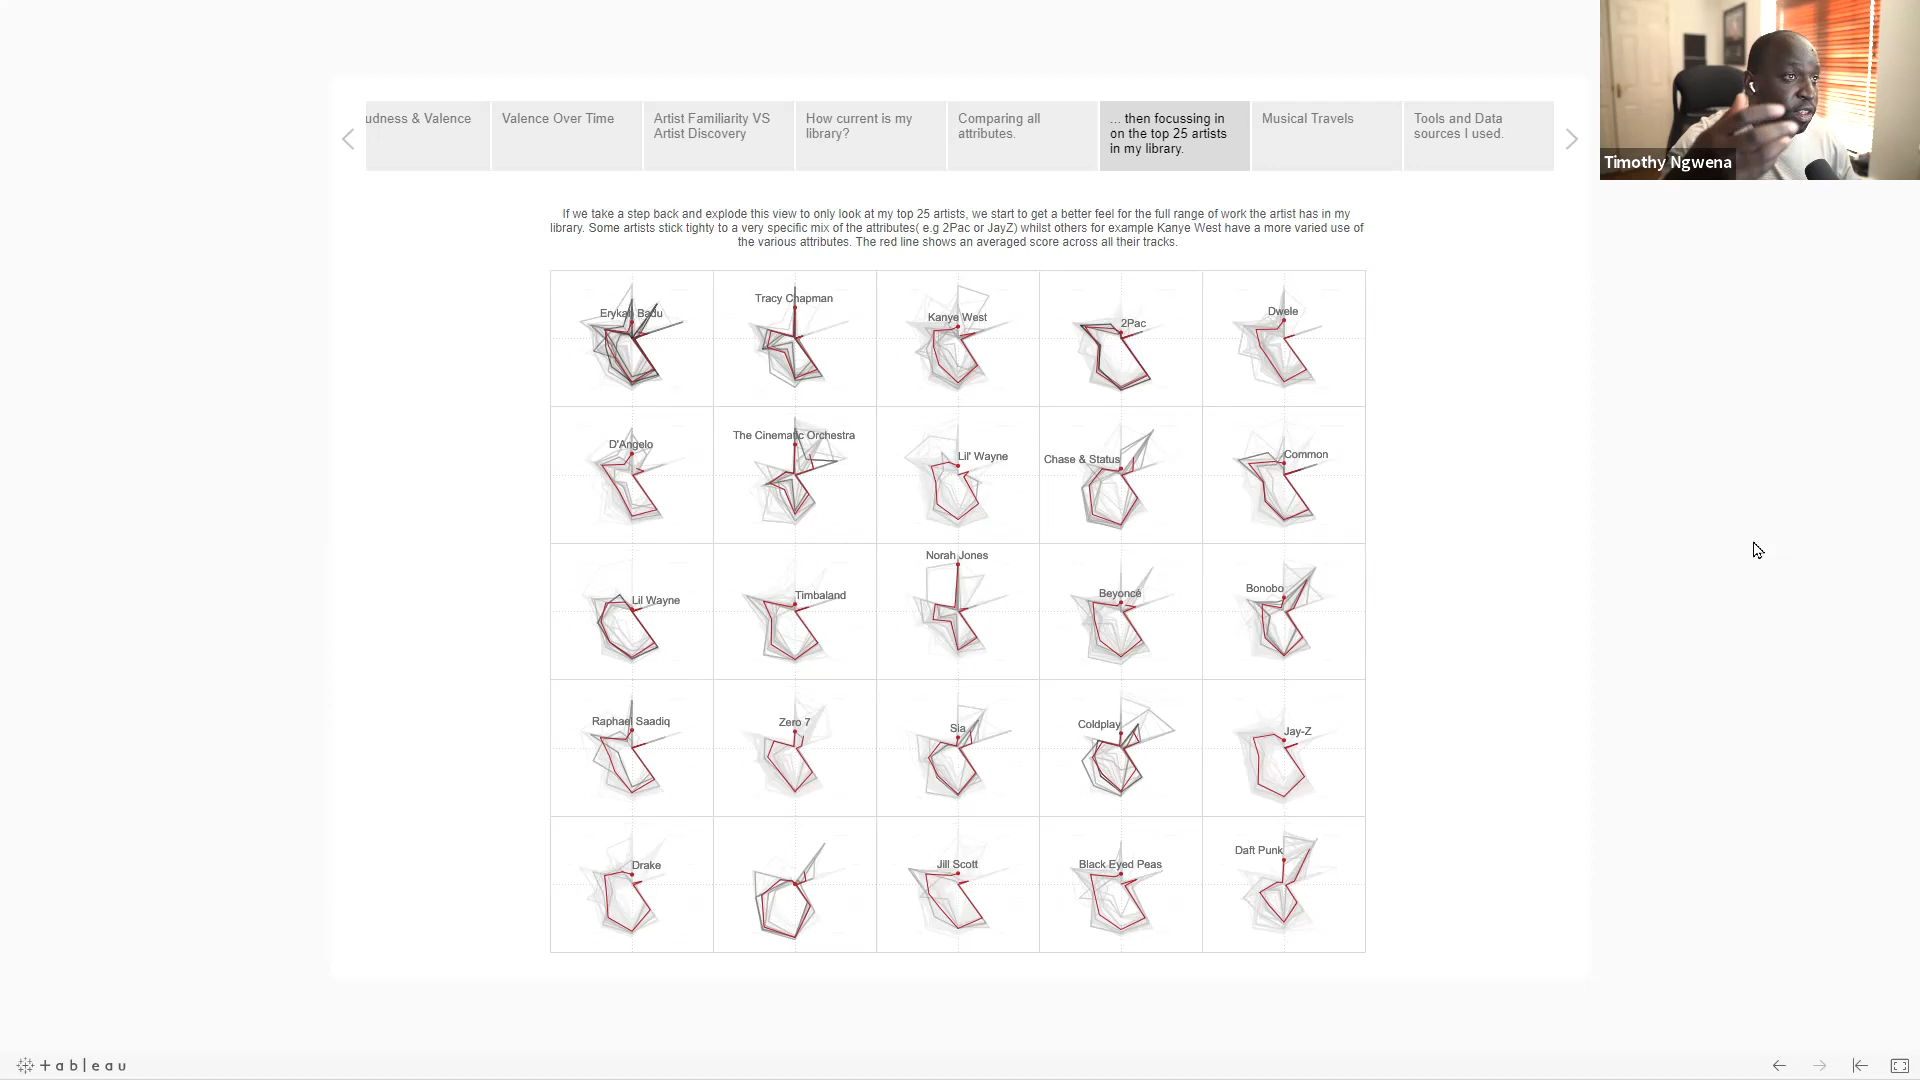 udness & Valence
Valence Over Time
Artist Familiarity VS
Artist Discovery
How current is my
library?
Comparing all
attributes.
... then focussing in
on the top 25 artists
in my library.
Musical Travels
Tools and Data
sources I used.
Timothy Ngwena
If we take a step back and explode this view to only look at my top 25 artists, we start to get a better feel for the full range of work the artist has in my
library. Some artists stick tighty to a very specific mix of the attributes( e.g 2Pac or JayZ) whilst others for example Kanye West have a more varied use of
the various attributes. The red line shows an averaged score across all their tracks.
Erykah Badu
Tracy Chapman
Kanye West
2Pac
Dwele
D'Angelo
The Cinematic Orchestra
Lil' Wayne
Chase & Status
Common
Lil Wayne
Timbaland
Norah Jones
Beyoncé
Bonobo
Raphael Saadiq
Zero 7
Sia
Coldplay
Jay-Z
Drake
Jill Scott
Black Eyed Peas
Daft Punk
+ableau